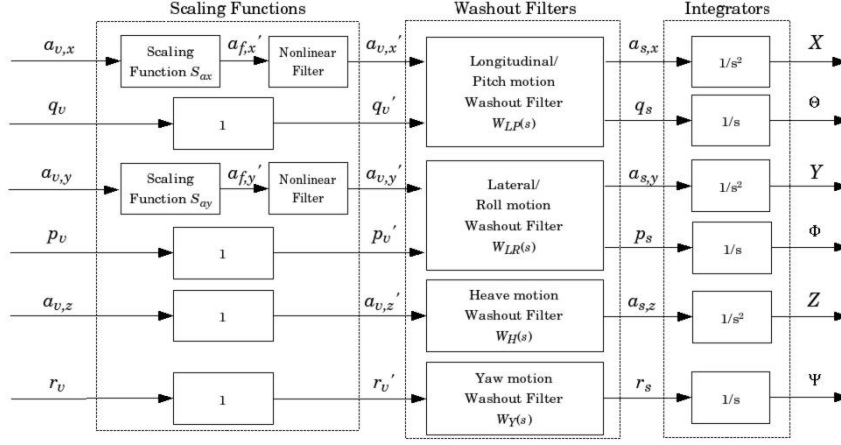 Scaling Functions Washout Filters Integrators
a_{v,x} Scaling Function S_{ax} a_{f,x}′ Nonlinear Filter a_{v,x}′ Longitudinal/ Pitch motion Washout Filter W_{LP}(s) a_{s,x} 1/s² X
q_v 1 q_v′ q_s 1/s Θ
a_{v,y} Scaling Function S_{ay} a_{f,y}′ Nonlinear Filter a_{v,y}′ Lateral/ Roll motion Washout Filter W_{LR}(s) a_{s,y} 1/s² Y
p_v 1 p_v′ p_s 1/s Φ
a_{v,z} 1 a_{v,z}′ Heave motion Washout Filter W_H(s) a_{s,z} 1/s² Z
r_v 1 r_v′ Yaw motion Washout Filter W_Y(s) r_s 1/s Ψ